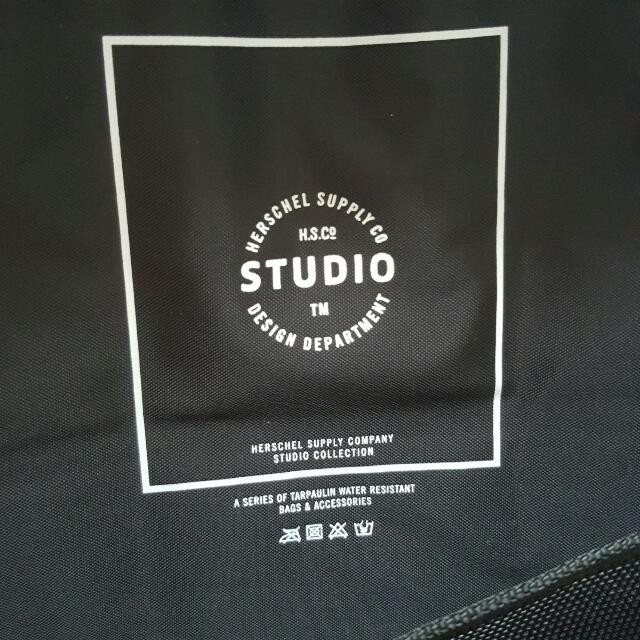 HERSCHEL SUPPLY CO
H.S.Cº
STUDIO
TM
DESIGN DEPARTMENT
HERSCHEL SUPPLY COMPANY
STUDIO COLLECTION
A SERIES OF TARPAULIN WATER RESISTANT
BAGS & ACCESSORIES